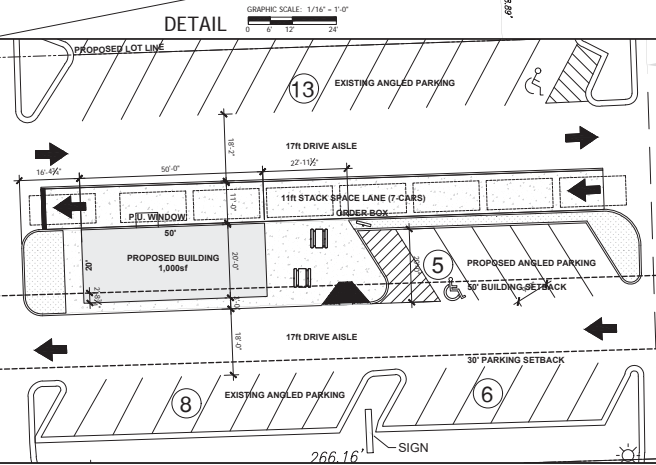 DETAIL
GRAPHIC SCALE: 1/16" = 1'-0"
0 6' 12' 24'
PROPOSED LOT LINE
13
EXISTING ANGLED PARKING
17ft DRIVE AISLE
18'-2"
16'-4¾"
50'-0"
22'-11½"
11'-0"
11ft STACK SPACE LANE (7-CARS)
P.U. WINDOW
ORDER BOX
50'
20'
20'-0"
PROPOSED BUILDING
1,000sf
5
PROPOSED ANGLED PARKING
50' BUILDING SETBACK
17ft DRIVE AISLE
18'-0"
30' PARKING SETBACK
8
EXISTING ANGLED PARKING
6
SIGN
266.16'